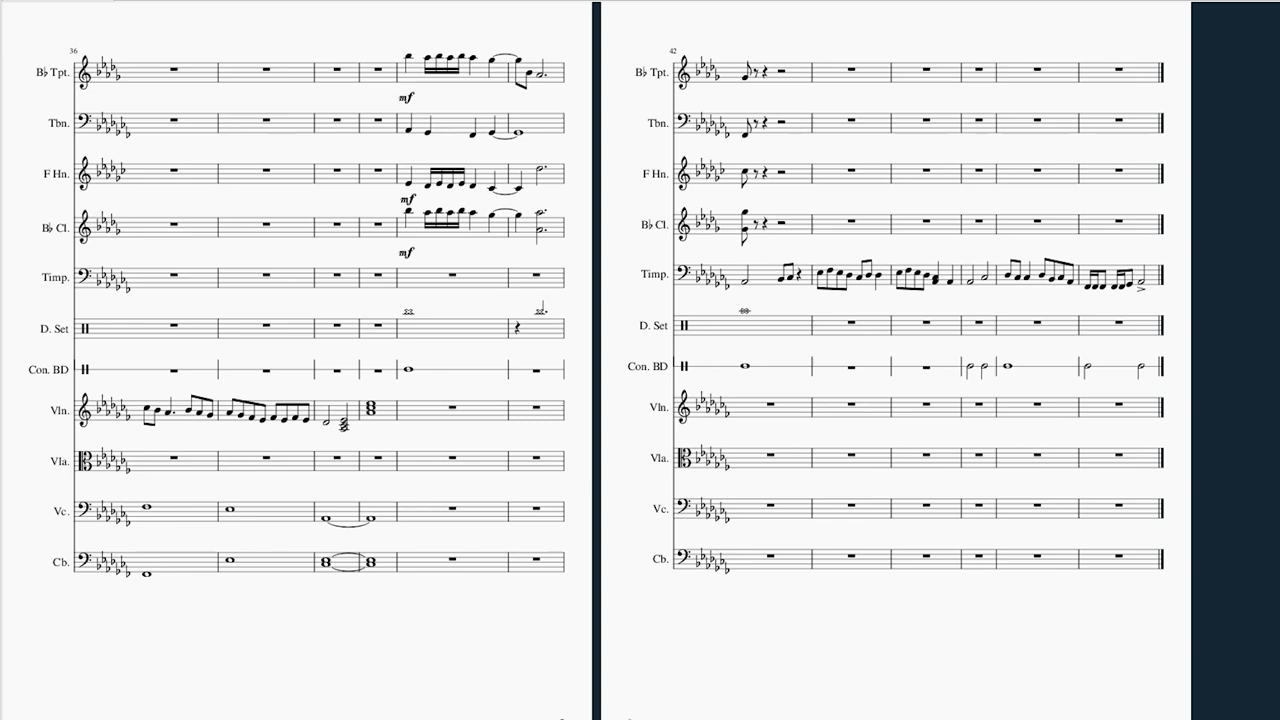 36
B♭ Tpt.
mf
Tbn.
F Hn.
mf
B♭ Cl.
mf
Timp.
D. Set
Con. BD
Vln.
Vla.
Vc.
Cb.
42
B♭ Tpt.
Tbn.
F Hn.
B♭ Cl.
Timp.
D. Set
Con. BD
Vln.
Vla.
Vc.
Cb.